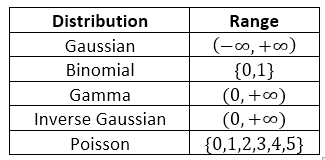 Distribution Range
Gaussian (−∞,+∞)
Binomial {0,1}
Gamma (0,+∞)
Inverse Gaussian (0,+∞)
Poisson {0,1,2,3,4,5}